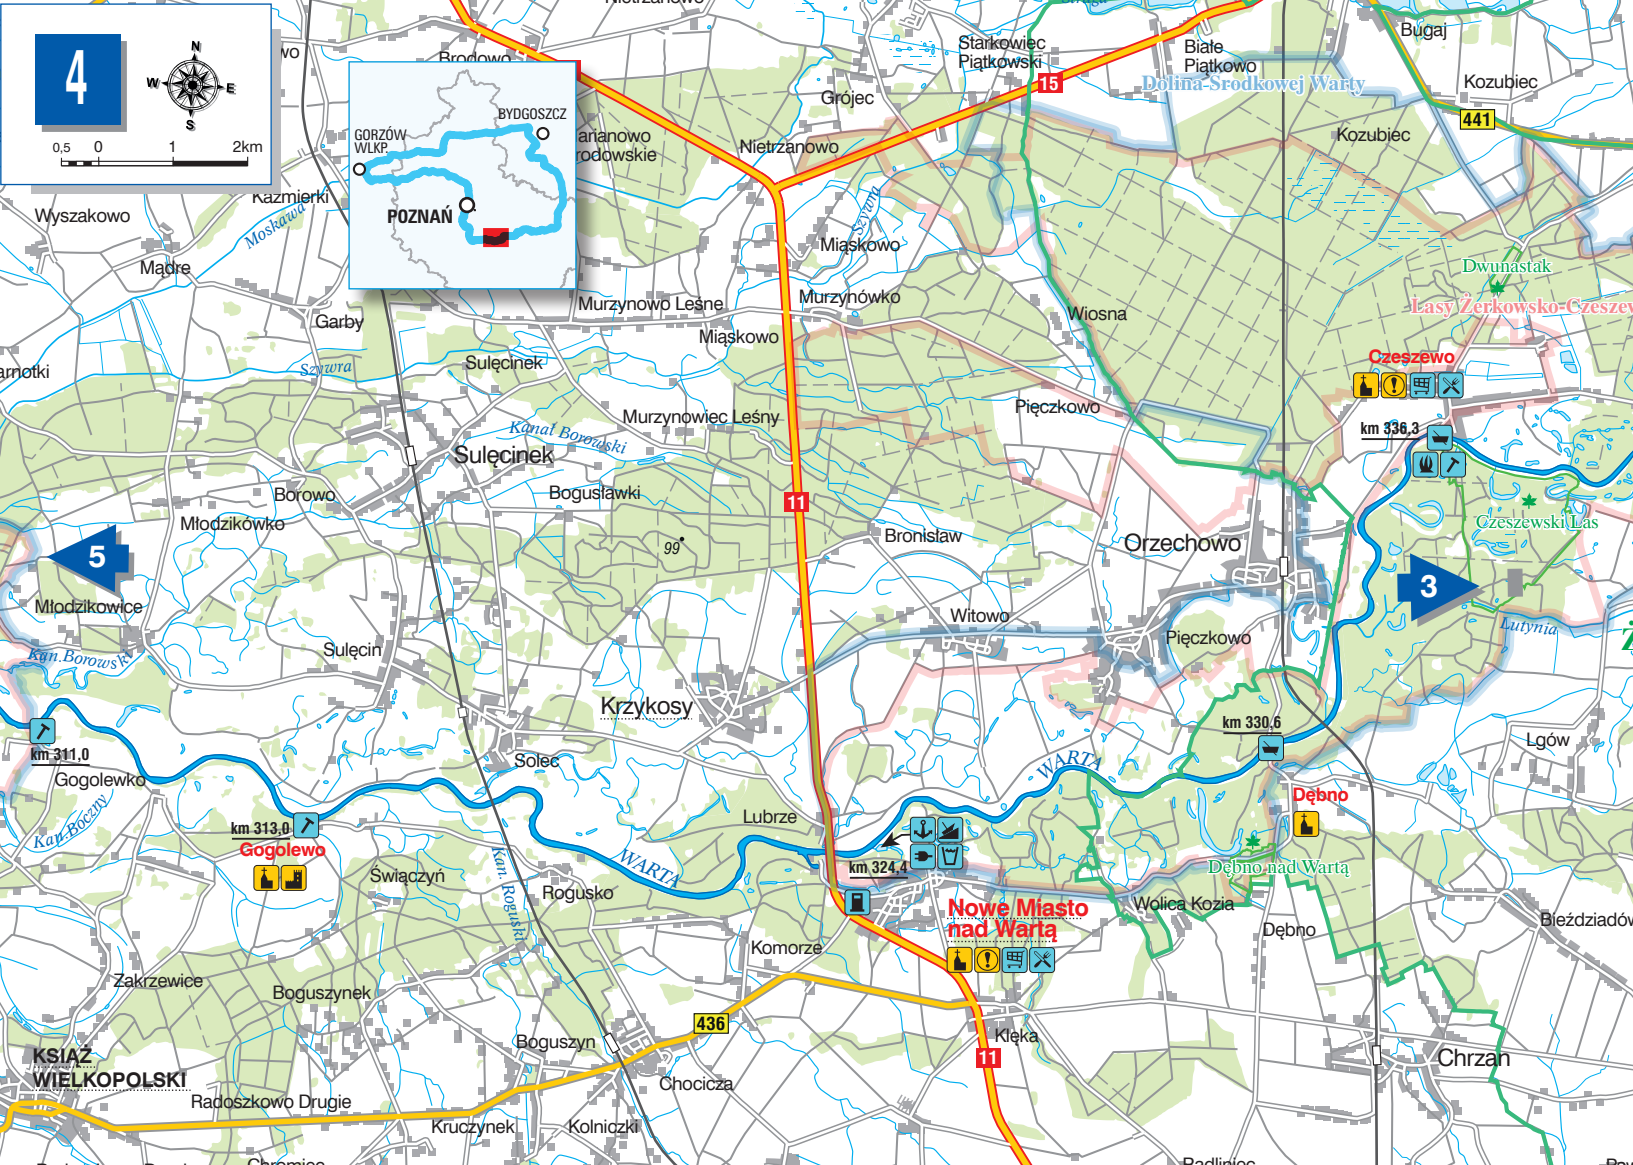 4
N
W
E
S
0,5
0
1
2km
GORZÓW
WLKP.
BYDGOSZCZ
POZNAŃ
Brodowo
Starkowiec
Piątkowski
Białe
Piątkowo
Bugaj
15
Dolina Środkowej Warty
Kozubiec
Grójec
441
Kozubiec
Nietrzanowo
Kaźmierki
Wyszakowo
Moskawa
Szywra
Miąskowo
Mądre
Dwunastak
Murzynowo Leśne
Murzynówko
Garby
Wiosna
Miąskowo
Czeszewo
Szywra
Sulęcinek
Pięczkowo
Murzynowiec Leśny
km 336,3
Kanał Borowski
Sulęcinek
Borowo
Bogusławki
11
Młodzikówko
Czeszewski Las
Bronisław
99
Orzechowo
5
3
Młodzikowice
Witowo
Lutynia
Pięczkowo
Sulęcin
Kan.Borowski
Krzykosy
km 330,6
km 311,0
Lgów
Solec
WARTA
Gogolewko
Dębno
Lubrze
Kan.Boczny
km 313,0
Gogolewo
WARTA
km 324,4
Dębno nad Wartą
Świączyń
Kan. Roguski
Rogusko
Wolica Kozia
Nowe Miasto
nad Wartą
Dębno
Komorze
Zakrzewice
Boguszynek
436
Boguszyn
Klęka
11
Chrzan
KSIĄŻ
WIELKOPOLSKI
Chocicza
Radoszkowo Drugie
Kruczynek
Kolniczki